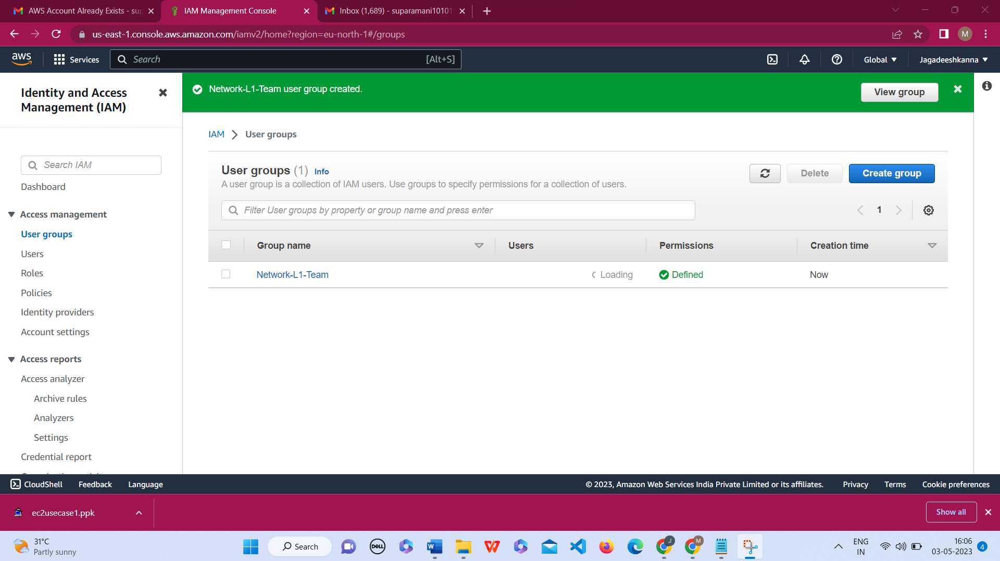 AWS Account Already Exists - sup
IAM Management Console
Inbox (1,689) - suparamani10101
us-east-1.console.aws.amazon.com/iamv2/home?region=eu-north-1#/groups
M
aws
Services
Search
[Alt+S]
Global
Jagadeeshkanna
Identity and Access
Management (IAM)
Search IAM
Dashboard
Access management
User groups
Users
Roles
Policies
Identity providers
Account settings
Access reports
Access analyzer
Archive rules
Analyzers
Settings
Credential report
Network-L1-Team user group created.
View group
IAM
User groups
User groups (1) Info
A user group is a collection of IAM users. Use groups to specify permissions for a collection of users.
Delete
Create group
Filter User groups by property or group name and press enter
1
Group name
Users
Permissions
Creation time
Network-L1-Team
Loading
Defined
Now
CloudShell
Feedback
Language
© 2023, Amazon Web Services India Private Limited or its affiliates.
Privacy
Terms
Cookie preferences
ec2usecase1.ppk
Show all
31°C
Partly sunny
Search
DELL
J
M
ENG
IN
16:06
03-05-2023
4